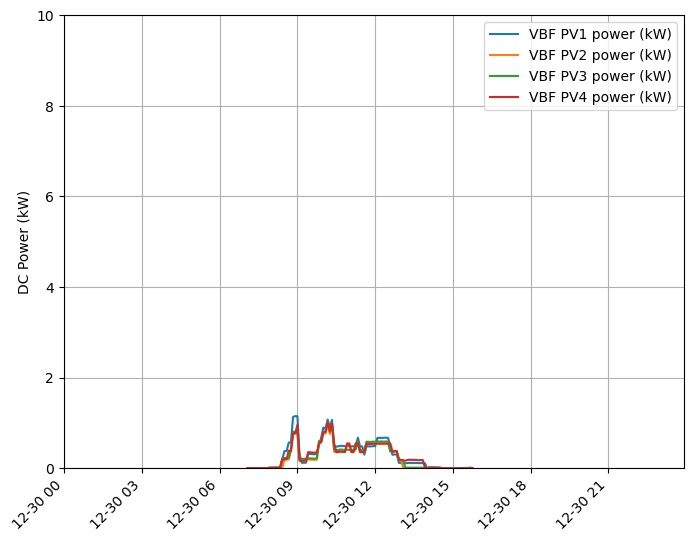 10
8
6
4
2
0
DC Power (kW)
VBF PV1 power (kW)
VBF PV2 power (kW)
VBF PV3 power (kW)
VBF PV4 power (kW)
12-30 00
12-30 03
12-30 06
12-30 09
12-30 12
12-30 15
12-30 18
12-30 21